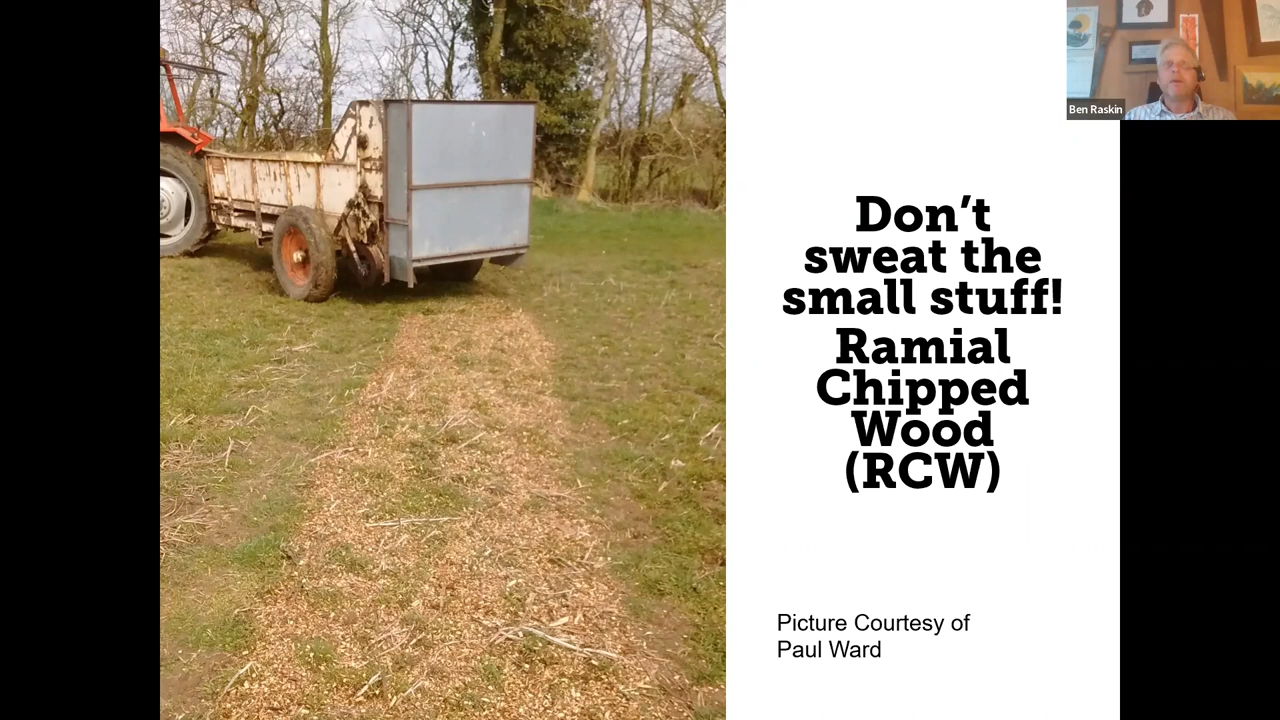 Ben Raskin
Don’t
sweat the
small stuff!
Ramial
Chipped
Wood
(RCW)
Picture Courtesy of
Paul Ward